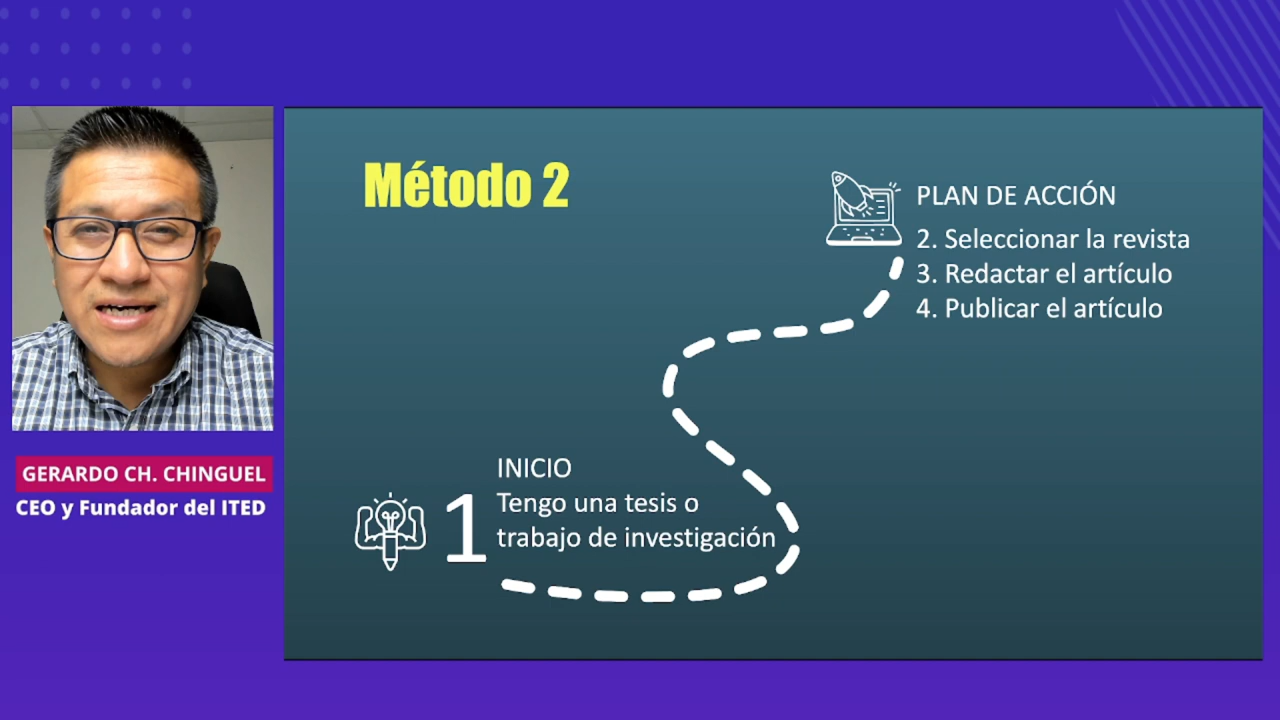 Método 2
PLAN DE ACCIÓN
2. Seleccionar la revista
3. Redactar el artículo
4. Publicar el artículo
INICIO
1 Tengo una tesis o
trabajo de investigación
GERARDO CH. CHINGUEL
CEO y Fundador del ITED